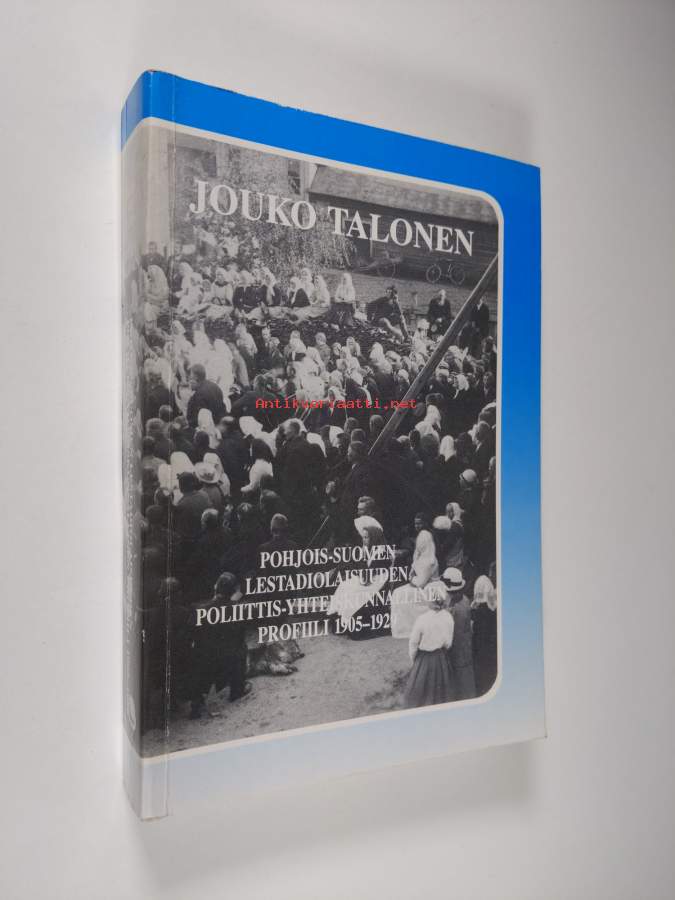 JOUKO TALONEN
Antikvariaatti.net
POHJOIS-SUOMEN
LESTADIOLAISUUDEN
POLIITTIS-YHTEISKUNNALLINEN
PROFIILI 1905–1929